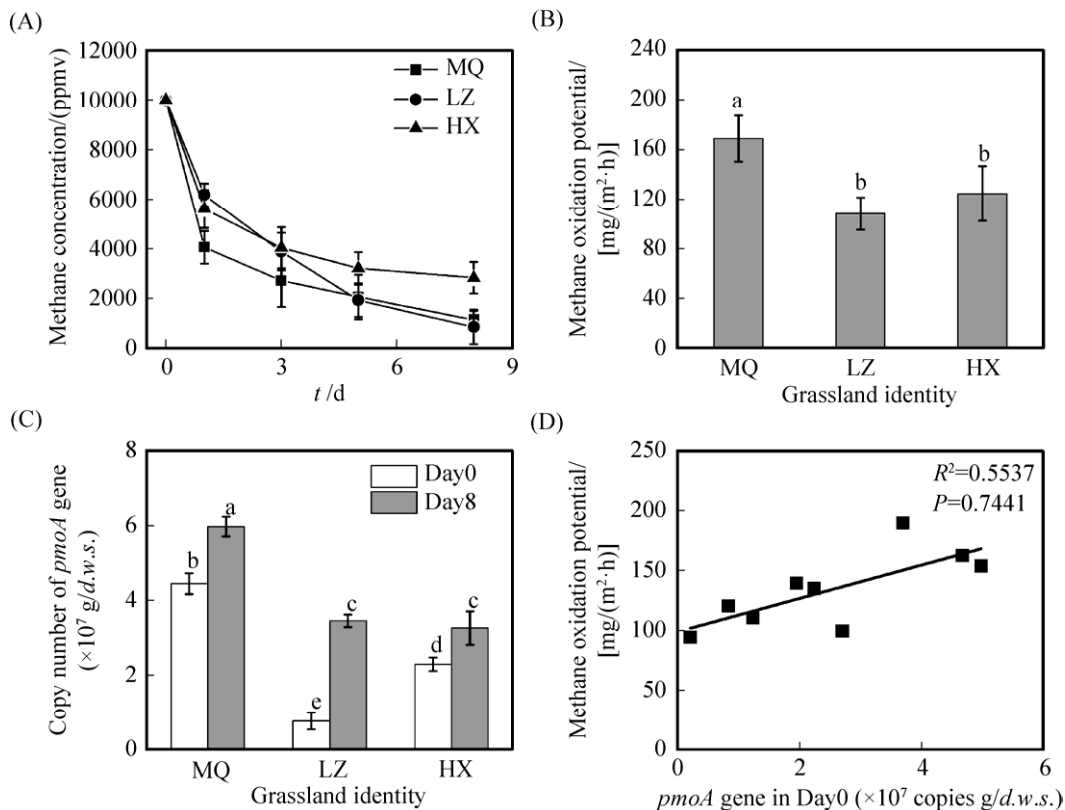 (A)
12000
10000
8000
6000
4000
2000
0
Methane concentration/(ppmv)
MQ
LZ
HX
0 3 6 9
t /d
(B)
240
200
160
120
80
40
0
Methane oxidation potential/
[mg/(m²·h)]
a
b
b
MQ LZ HX
Grassland identity
(C)
8
6
4
2
0
Copy number of pmoA gene
(×10⁷ g/d.w.s.)
Day0
Day8
b a
e c
d c
MQ LZ HX
Grassland identity
(D)
250
200
150
100
50
0
Methane oxidation potential/
[mg/(m²·h)]
R²=0.5537
P=0.7441
0 2 4 6
pmoA gene in Day0 (×10⁷ copies g/d.w.s.)